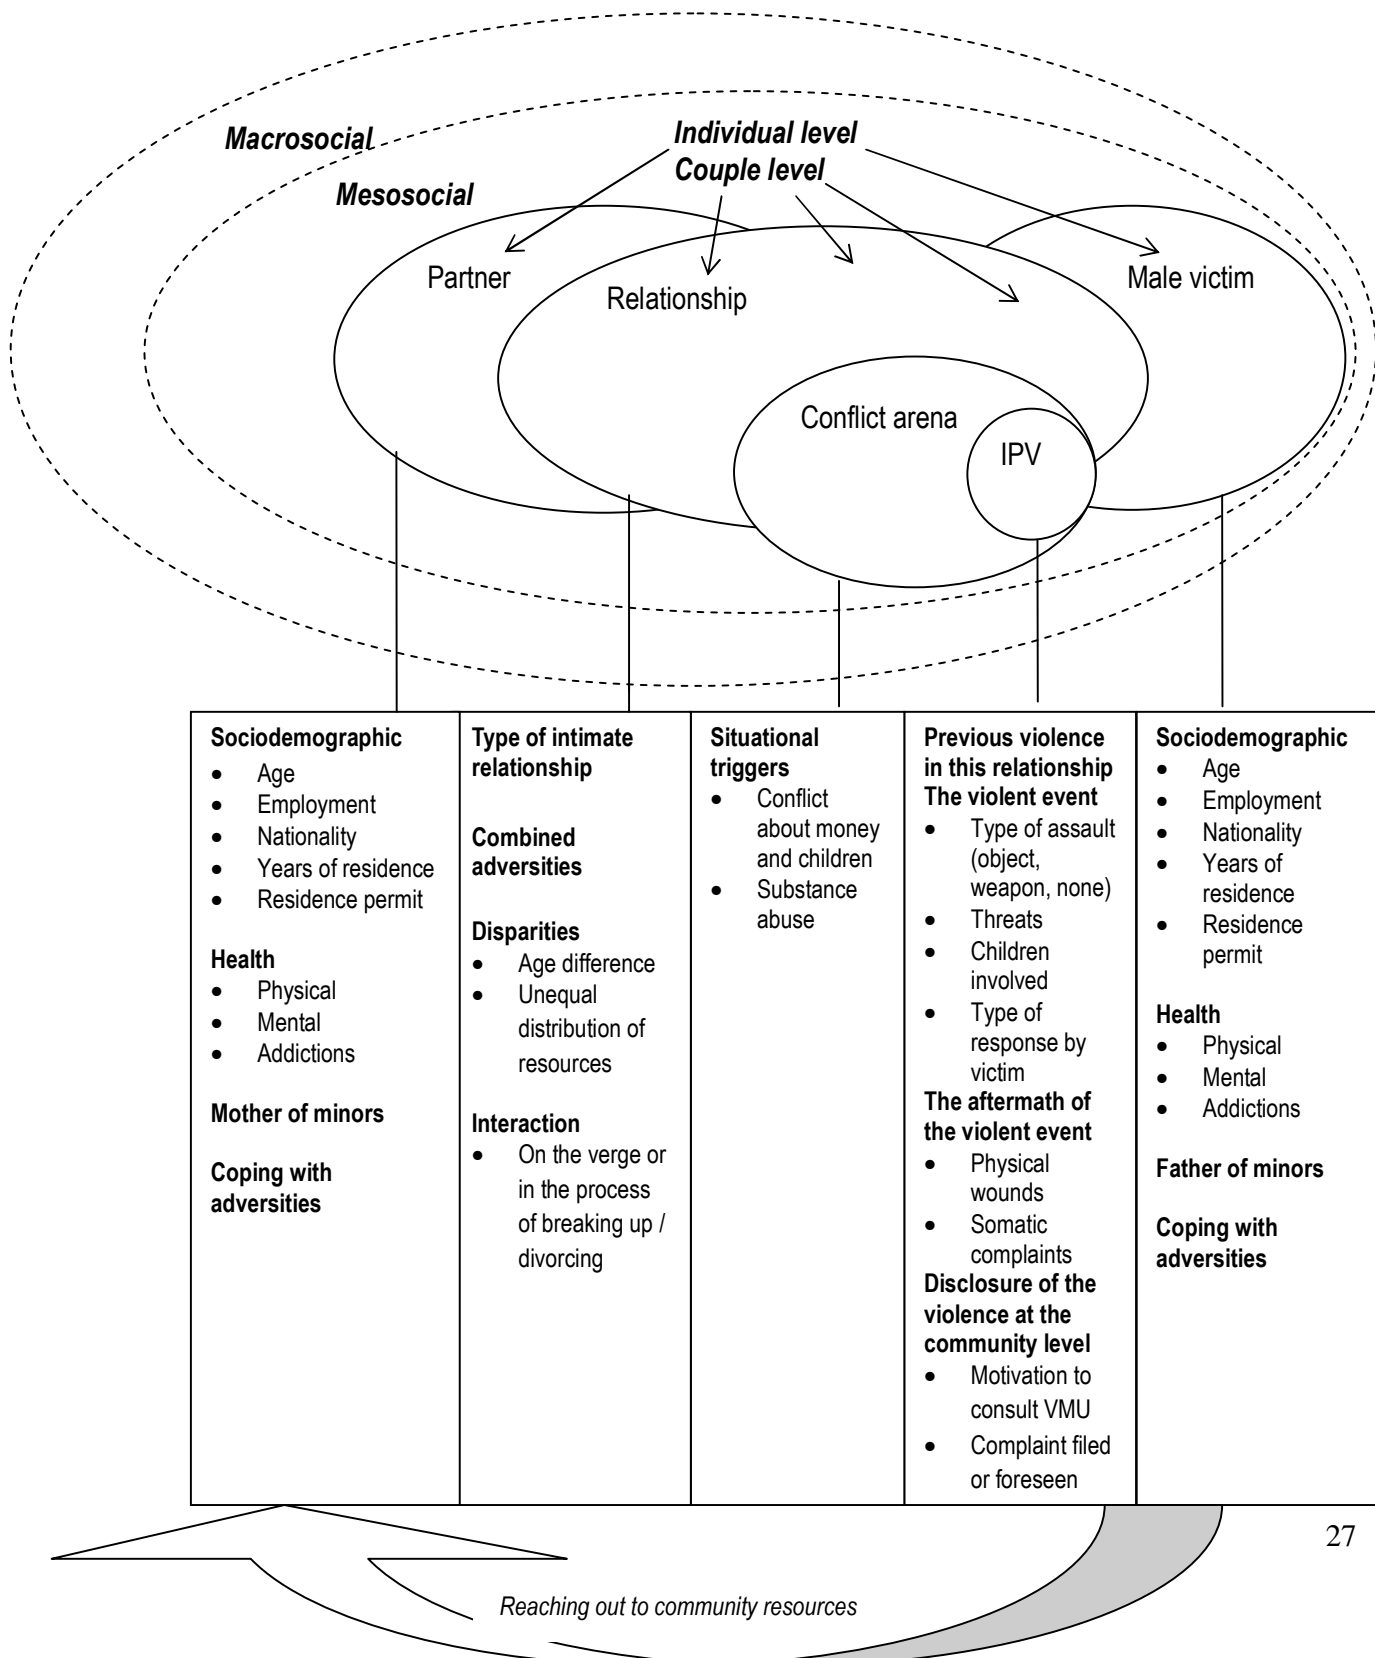 Macrosocial
Individual level
Couple level
Mesosocial
Partner
Relationship
Male victim
Conflict arena
IPV
Sociodemographic
• Age
• Employment
• Nationality
• Years of residence
• Residence permit
Health
• Physical
• Mental
• Addictions
Mother of minors
Coping with
adversities
Type of intimate
relationship
Combined
adversities
Disparities
• Age difference
• Unequal
distribution of
resources
Interaction
• On the verge or
in the process
of breaking up /
divorcing
Situational
triggers
• Conflict
about money
and children
• Substance
abuse
Previous violence
in this relationship
The violent event
• Type of assault
(object,
weapon, none)
• Threats
• Children
involved
• Type of
response by
victim
The aftermath of
the violent event
• Physical
wounds
• Somatic
complaints
Disclosure of the
violence at the
community level
• Motivation to
consult VMU
• Complaint filed
or foreseen
Sociodemographic
• Age
• Employment
• Nationality
• Years of
residence
• Residence
permit
Health
• Physical
• Mental
• Addictions
Father of minors
Coping with
adversities
27
Reaching out to community resources